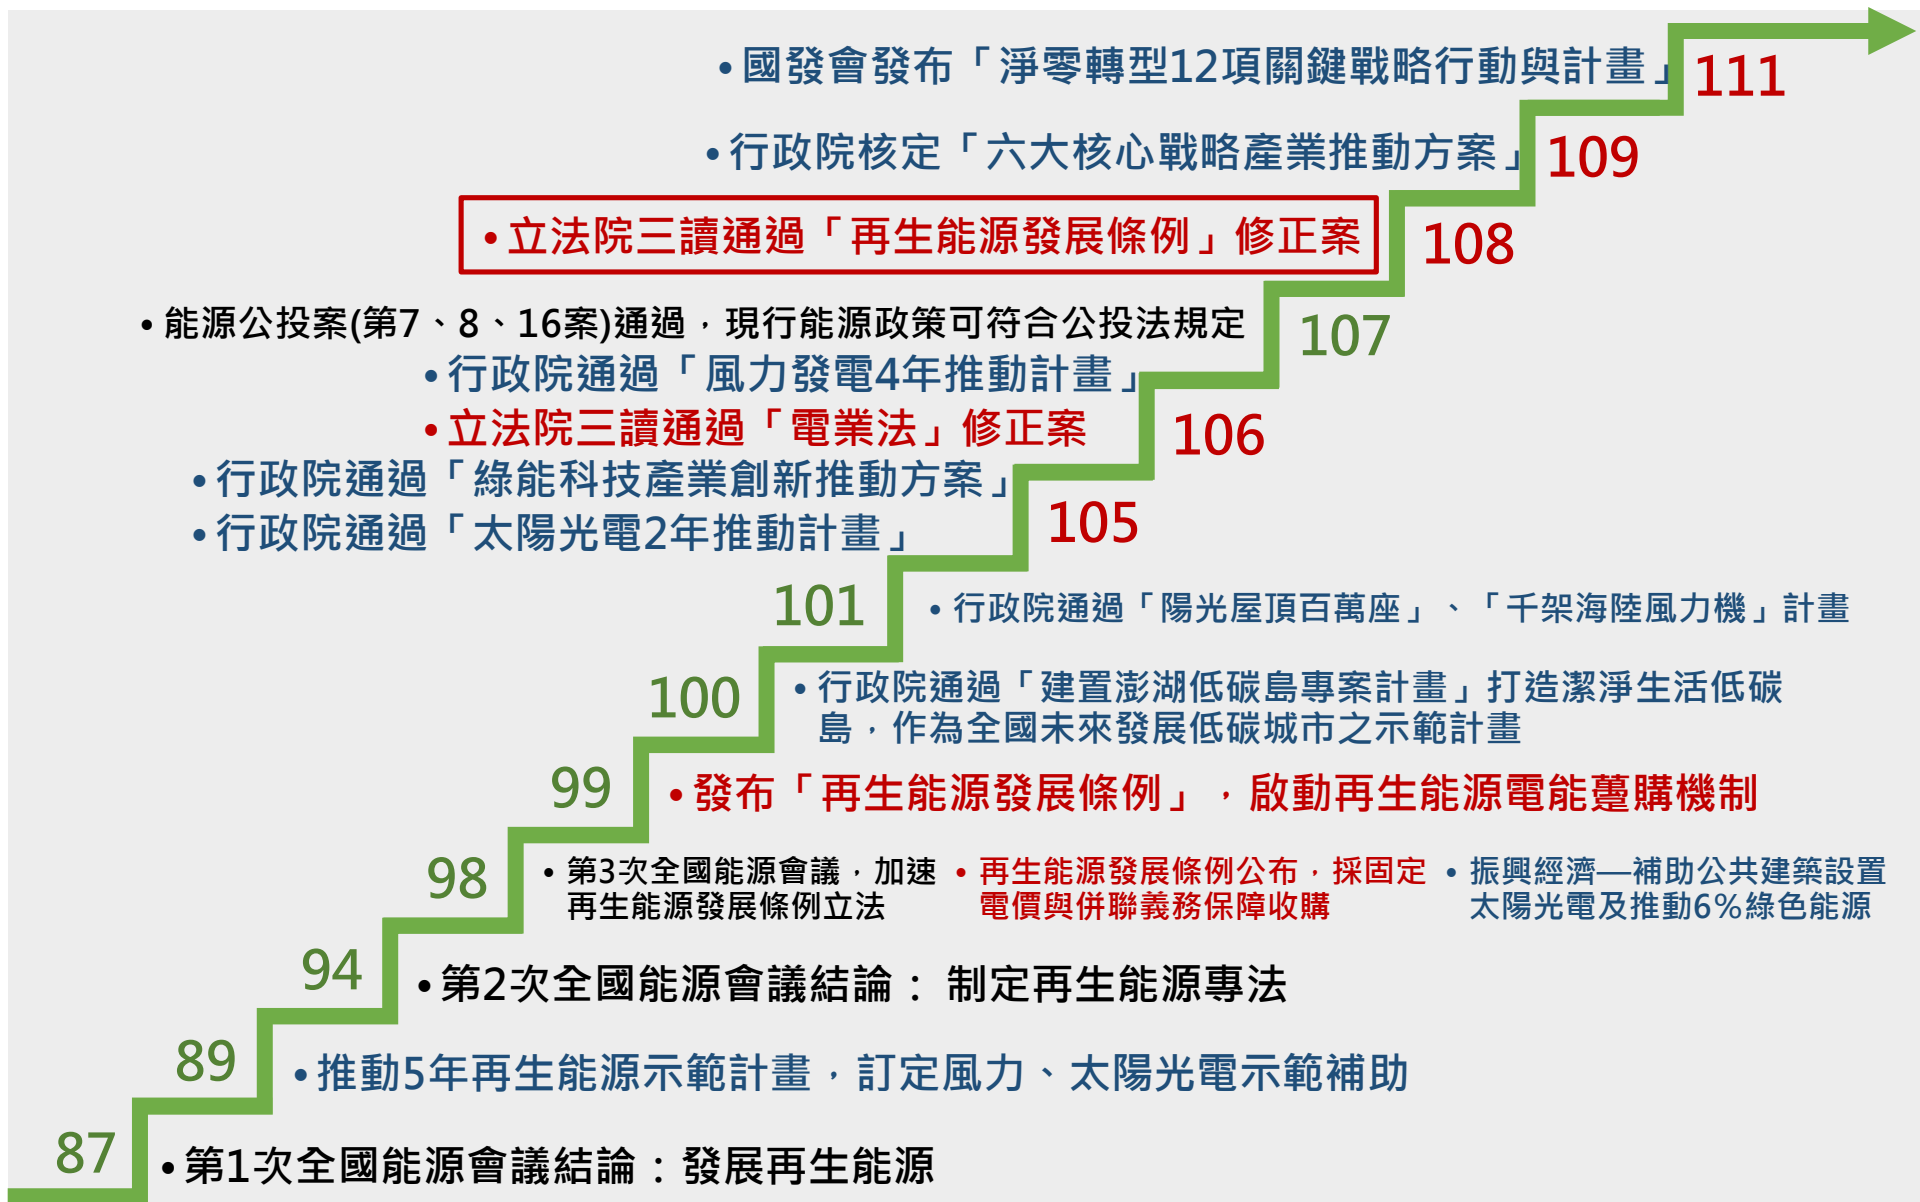 • 國發會發布「淨零轉型12項關鍵戰略行動與計畫」
111
• 行政院核定「六大核心戰略產業推動方案」
109
• 立法院三讀通過「再生能源發展條例」修正案
108
• 能源公投案(第7、8、16案)通過，現行能源政策可符合公投法規定
107
• 行政院通過「風力發電4年推動計畫」
• 立法院三讀通過「電業法」修正案
106
• 行政院通過「綠能科技產業創新推動方案」
• 行政院通過「太陽光電2年推動計畫」
105
101
• 行政院通過「陽光屋頂百萬座」、「千架海陸風力機」計畫
100
• 行政院通過「建置澎湖低碳島專案計畫」打造潔淨生活低碳
島，作為全國未來發展低碳城市之示範計畫
99
• 發布「再生能源發展條例」，啟動再生能源電能躉購機制
98
• 第3次全國能源會議，加速
再生能源發展條例立法
• 再生能源發展條例公布，採固定
電價與併聯義務保障收購
• 振興經濟—補助公共建築設置
太陽光電及推動6%綠色能源
94
• 第2次全國能源會議結論： 制定再生能源專法
89
• 推動5年再生能源示範計畫，訂定風力、太陽光電示範補助
87
• 第1次全國能源會議結論：發展再生能源